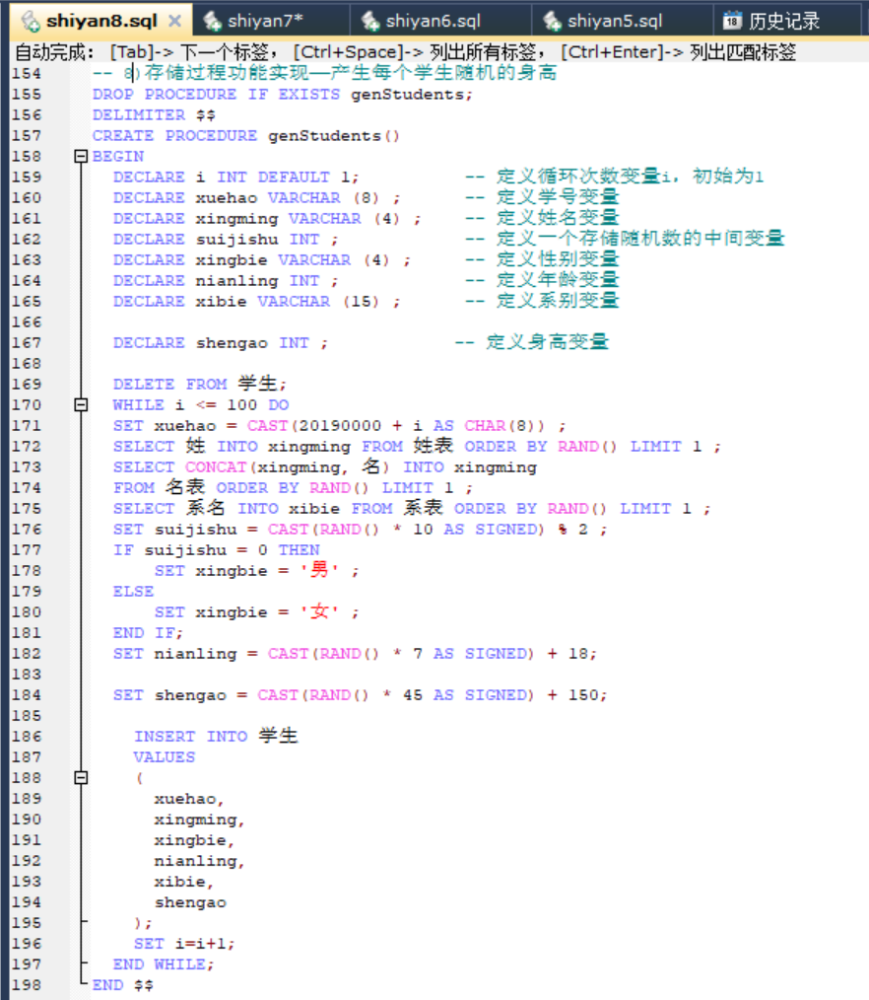 shiyan8.sql × shiyan7* shiyan6.sql shiyan5.sql 18 历史记录
自动完成： [Tab]-> 下一个标签， [Ctrl+Space]-> 列出所有标签， [Ctrl+Enter]-> 列出匹配标签
154 -- 8)存储过程功能实现——产生每个学生随机的身高
155 DROP PROCEDURE IF EXISTS genStudents;
156 DELIMITER $$
157 CREATE PROCEDURE genStudents()
158 BEGIN
159 DECLARE i INT DEFAULT 1; -- 定义循环次数变量i，初始为1
160 DECLARE xuehao VARCHAR (8) ; -- 定义学号变量
161 DECLARE xingming VARCHAR (4) ; -- 定义姓名变量
162 DECLARE suijishu INT ; -- 定义一个存储随机数的中间变量
163 DECLARE xingbie VARCHAR (4) ; -- 定义性别变量
164 DECLARE nianling INT ; -- 定义年龄变量
165 DECLARE xibie VARCHAR (15) ; -- 定义系别变量
166
167 DECLARE shengao INT ; -- 定义身高变量
168
169 DELETE FROM 学生;
170 WHILE i <= 100 DO
171 SET xuehao = CAST(20190000 + i AS CHAR(8)) ;
172 SELECT 姓 INTO xingming FROM 姓表 ORDER BY RAND() LIMIT 1 ;
173 SELECT CONCAT(xingming, 名) INTO xingming
174 FROM 名表 ORDER BY RAND() LIMIT 1 ;
175 SELECT 系名 INTO xibie FROM 系表 ORDER BY RAND() LIMIT 1 ;
176 SET suijishu = CAST(RAND() * 10 AS SIGNED) % 2 ;
177 IF suijishu = 0 THEN
178 SET xingbie = '男' ;
179 ELSE
180 SET xingbie = '女' ;
181 END IF;
182 SET nianling = CAST(RAND() * 7 AS SIGNED) + 18;
183
184 SET shengao = CAST(RAND() * 45 AS SIGNED) + 150;
185
186 INSERT INTO 学生
187 VALUES
188 (
189 xuehao,
190 xingming,
191 xingbie,
192 nianling,
193 xibie,
194 shengao
195 );
196 SET i=i+1;
197 END WHILE;
198 END $$